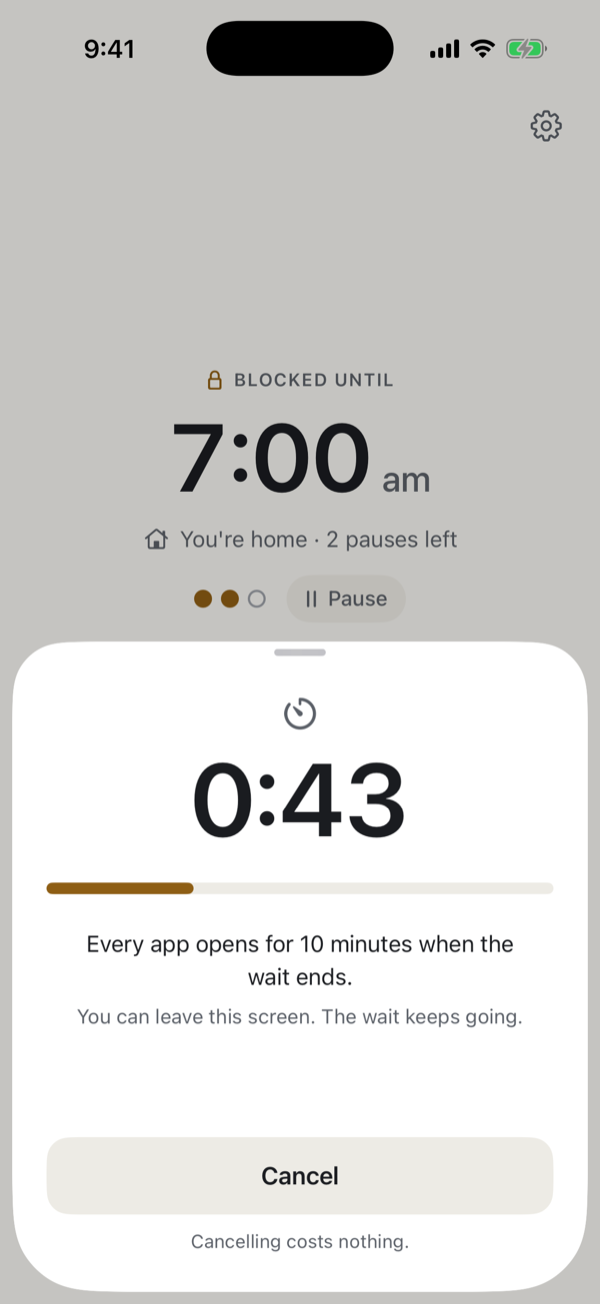 9:41
BLOCKED UNTIL
7:00 am
You're home · 2 pauses left
Pause
0:43
Every app opens for 10 minutes when the
wait ends.
You can leave this screen. The wait keeps going.
Cancel
Cancelling costs nothing.